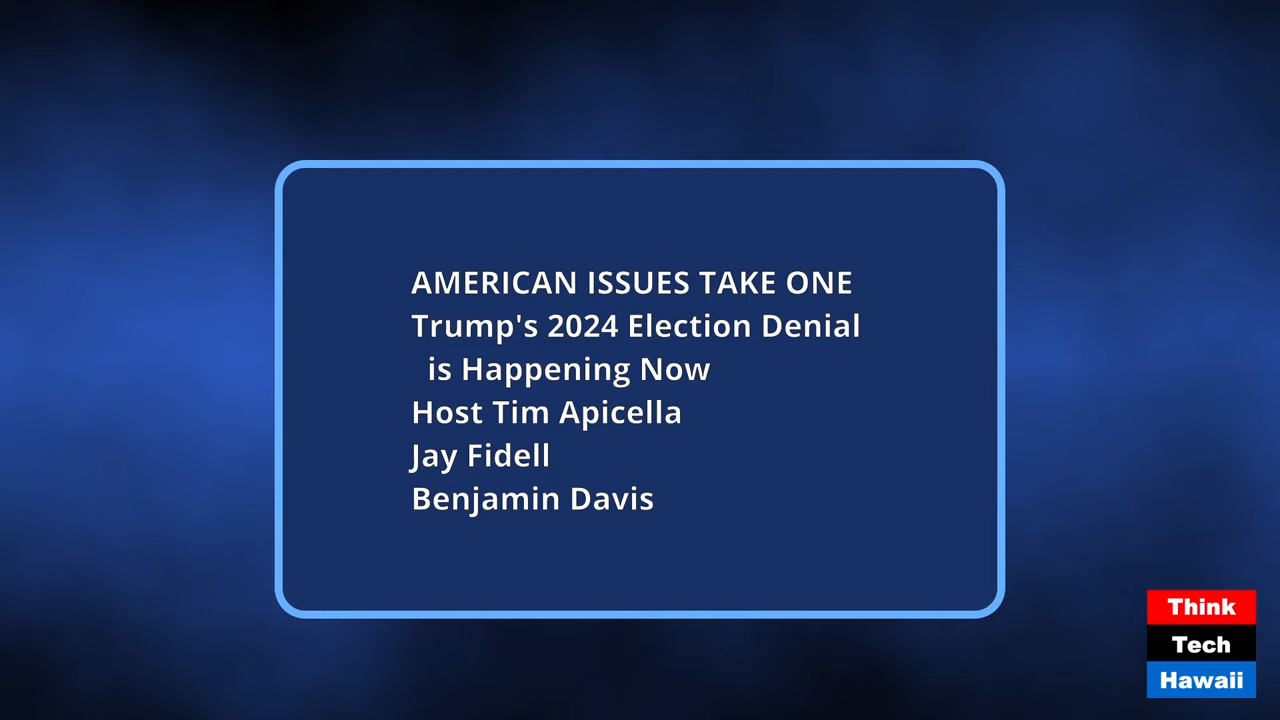 AMERICAN ISSUES TAKE ONE
Trump's 2024 Election Denial
is Happening Now
Host Tim Apicella
Jay Fidell
Benjamin Davis
Think
Tech
Hawaii